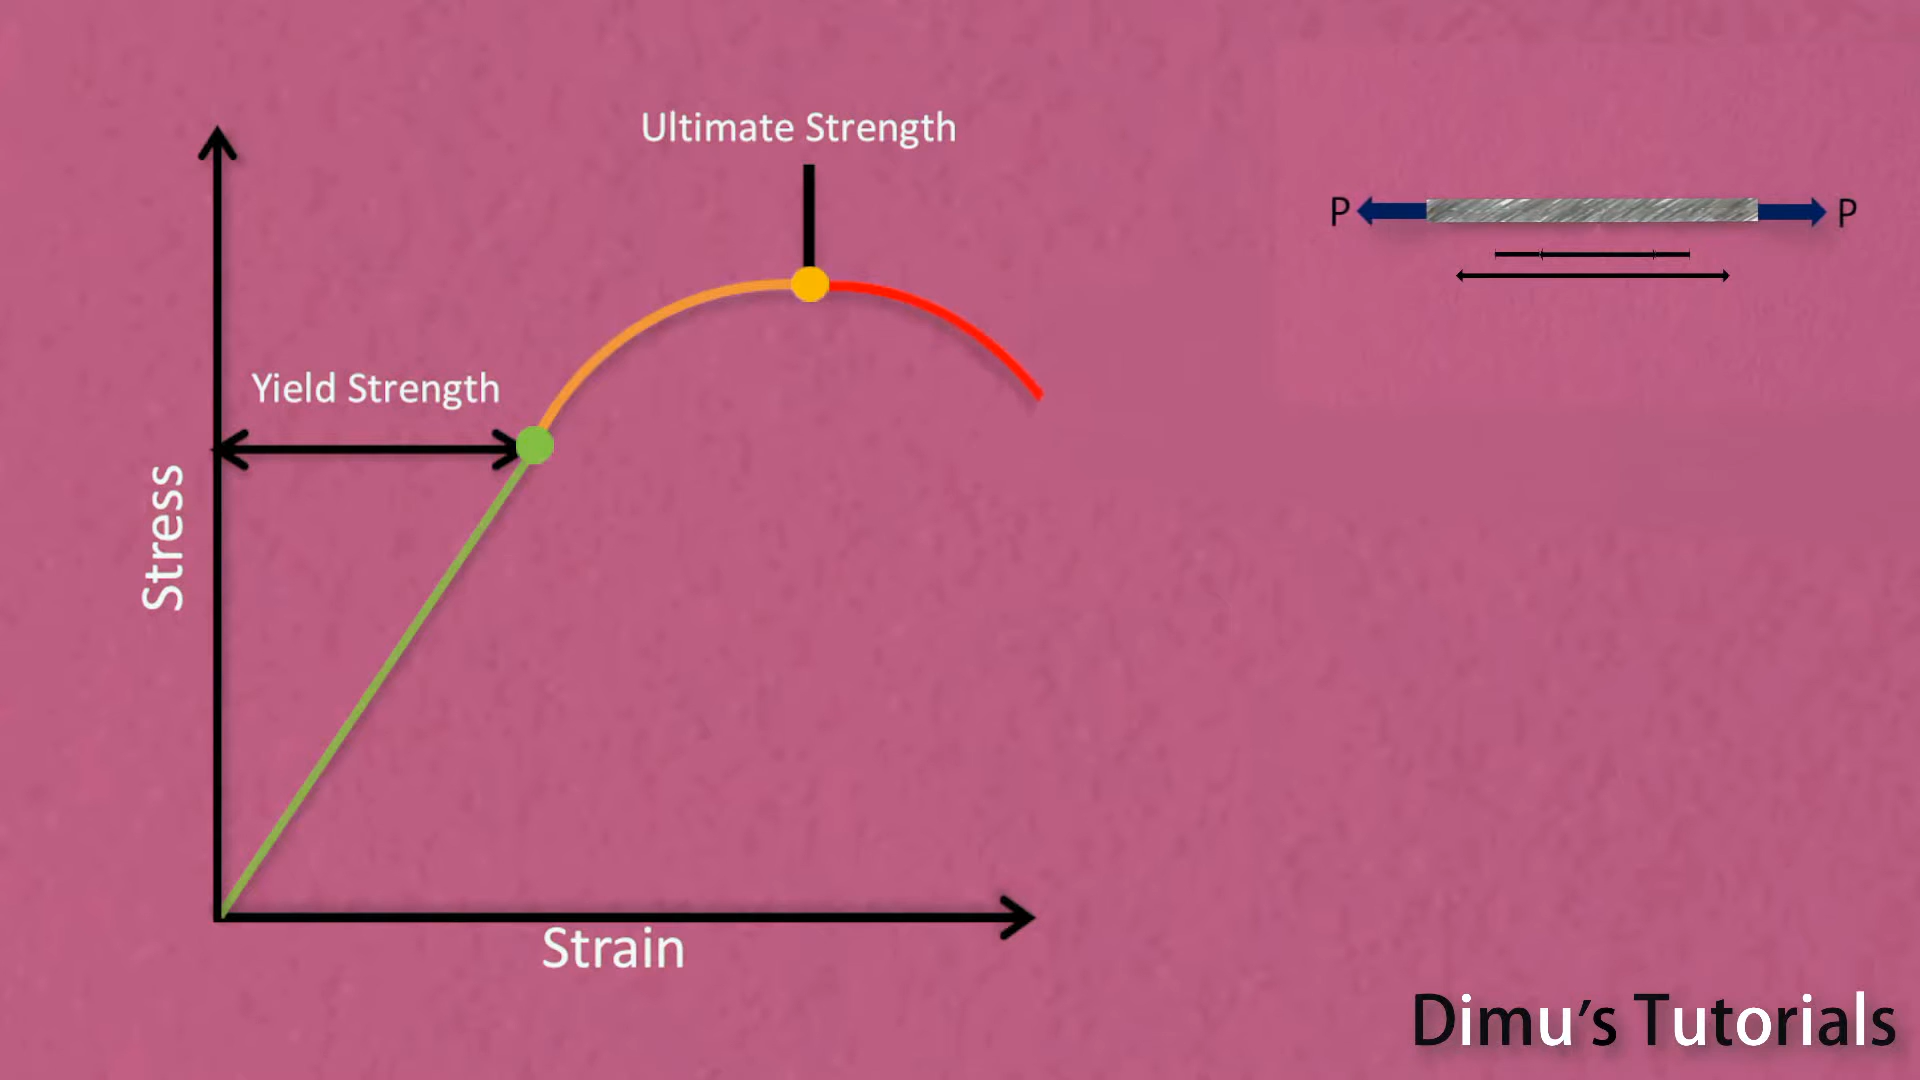 Ultimate Strength
P
P
Yield Strength
Stress
Strain
Dimu's Tutorials